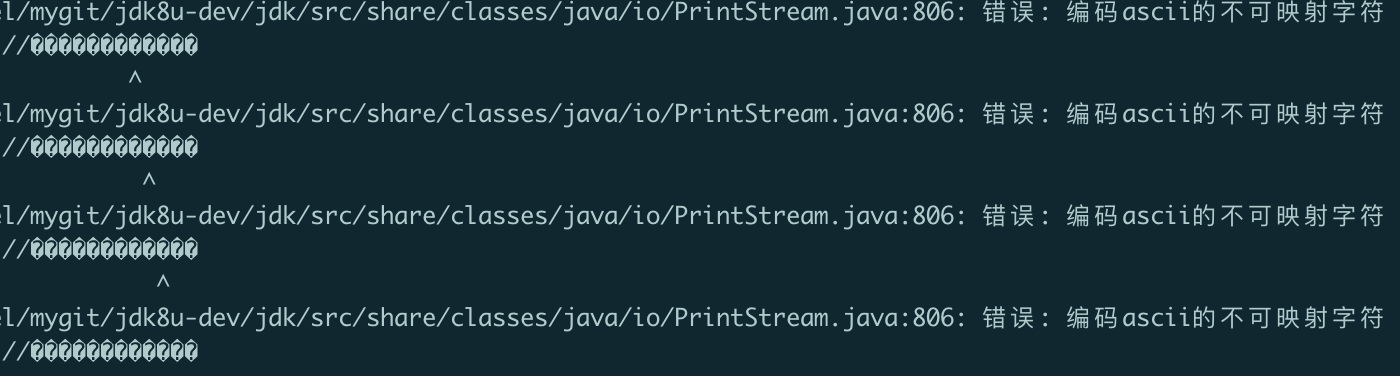 el/mygit/jdk8u-dev/jdk/src/share/classes/java/io/PrintStream.java:806: 错误: 编码ascii的不可映射字符
//������������
^
el/mygit/jdk8u-dev/jdk/src/share/classes/java/io/PrintStream.java:806: 错误: 编码ascii的不可映射字符
//������������
^
el/mygit/jdk8u-dev/jdk/src/share/classes/java/io/PrintStream.java:806: 错误: 编码ascii的不可映射字符
//������������
^
el/mygit/jdk8u-dev/jdk/src/share/classes/java/io/PrintStream.java:806: 错误: 编码ascii的不可映射字符
//������������